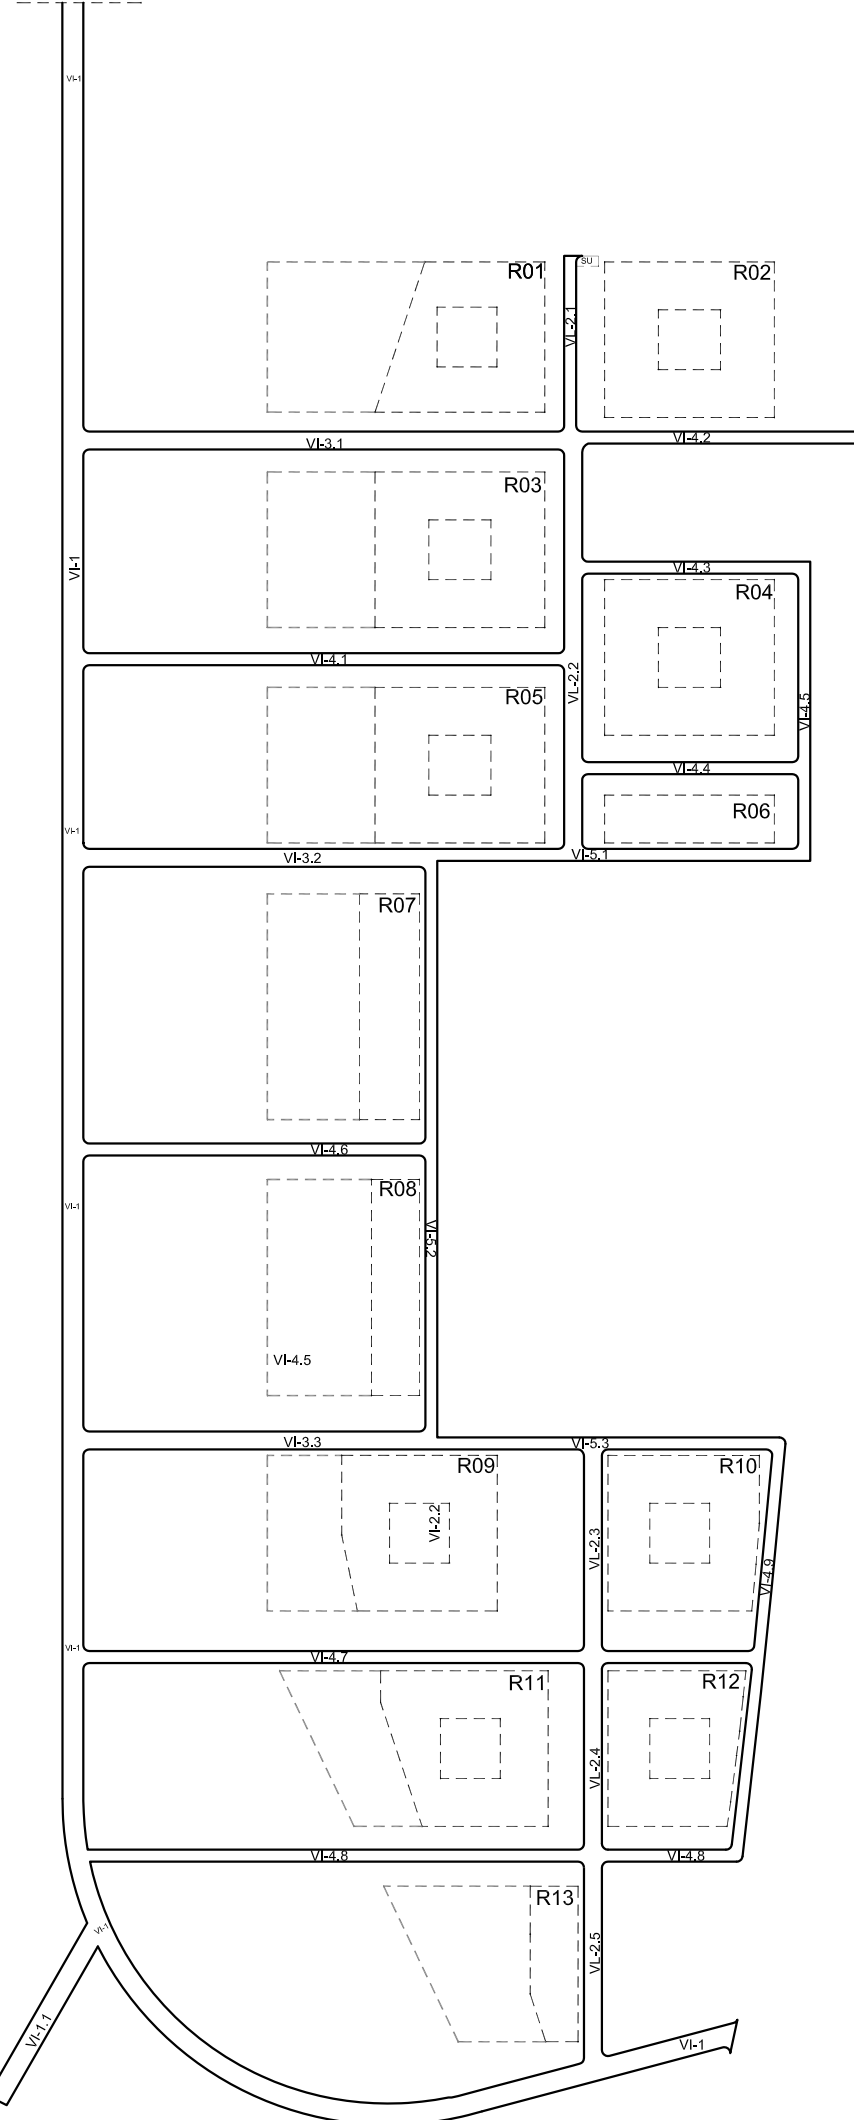 VI-1
R01
SU
R02
VL-2.1
VI-3.1
VI-4.2
R03
VI-1
VI-4.3
R04
VI-4.1
VL-2.2
R05
VI-4.5
VI-4.4
R06
VI-1
VI-3.2
VI-5.1
R07
VI-4.6
R08
VI-1
VI-5.2
VI-4.5
VI-3.3
VI-5.3
R09
R10
VI-2.2
VL-2.3
VI-4.9
VI-1
VI-4.7
R11
R12
VL-2.4
VI-4.8
VI-4.8
R13
VI-1
VL-2.5
VI-1.1
VI-1